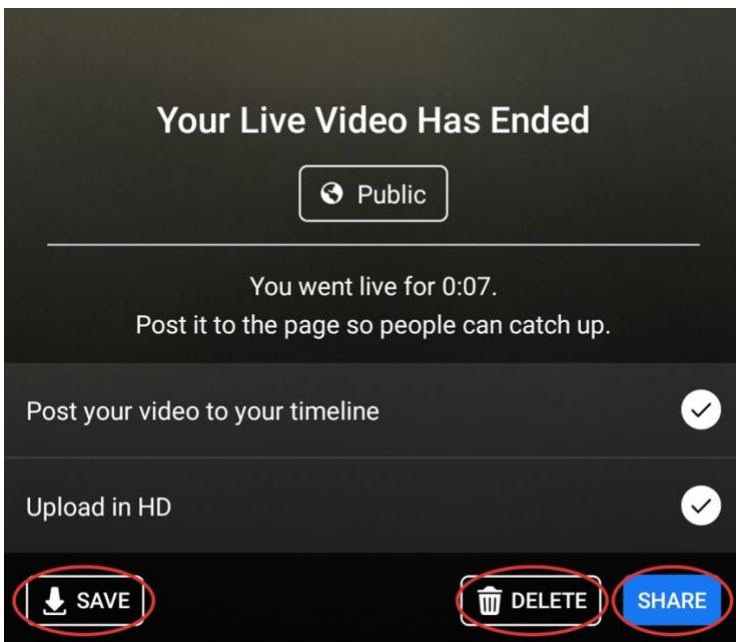 Your Live Video Has Ended
Public
You went live for 0:07.
Post it to the page so people can catch up.
Post your video to your timeline
Upload in HD
SAVE
DELETE
SHARE